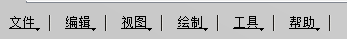 文件 | 编辑 | 视图 | 绘制 | 工具 | 帮助 |